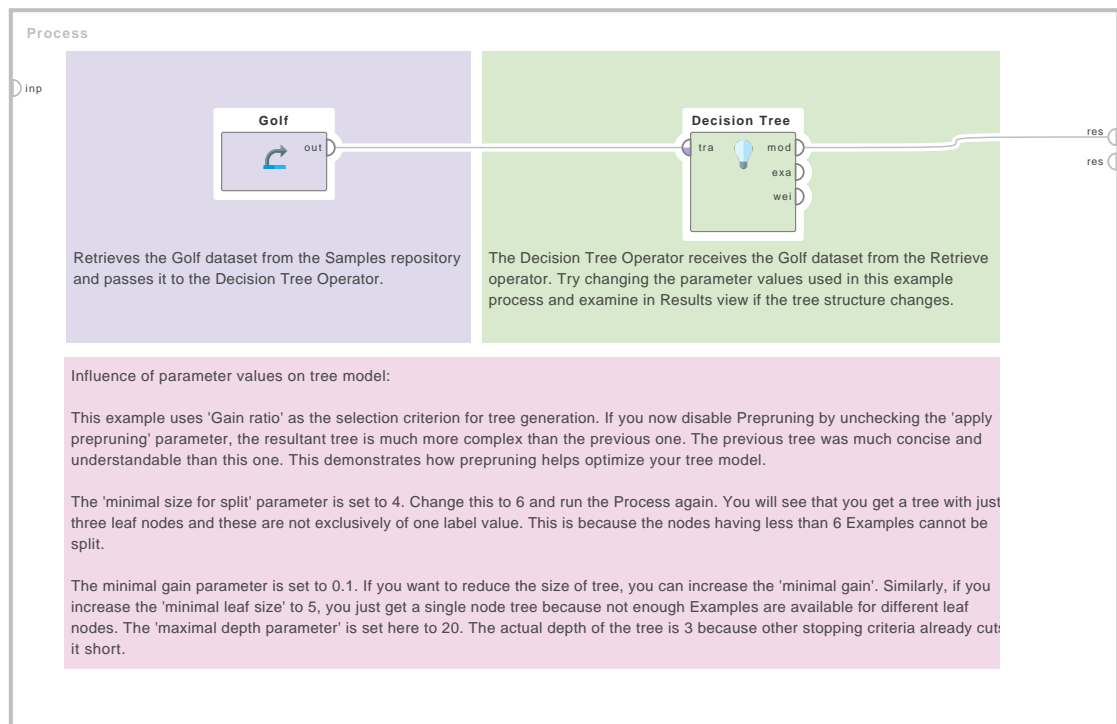 Process
inp
Golf
out
Decision Tree
tra
mod
exa
wei
res
res
Retrieves the Golf dataset from the Samples repository
and passes it to the Decision Tree Operator.
The Decision Tree Operator receives the Golf dataset from the Retrieve
operator. Try changing the parameter values used in this example
process and examine in Results view if the tree structure changes.
Influence of parameter values on tree model:
This example uses 'Gain ratio' as the selection criterion for tree generation. If you now disable Prepruning by unchecking the 'apply
prepruning' parameter, the resultant tree is much more complex than the previous one. The previous tree was much concise and
understandable than this one. This demonstrates how prepruning helps optimize your tree model.
The 'minimal size for split' parameter is set to 4. Change this to 6 and run the Process again. You will see that you get a tree with just
three leaf nodes and these are not exclusively of one label value. This is because the nodes having less than 6 Examples cannot be
split.
The minimal gain parameter is set to 0.1. If you want to reduce the size of tree, you can increase the 'minimal gain'. Similarly, if you
increase the 'minimal leaf size' to 5, you just get a single node tree because not enough Examples are available for different leaf
nodes. The 'maximal depth parameter' is set here to 20. The actual depth of the tree is 3 because other stopping criteria already cuts
it short.